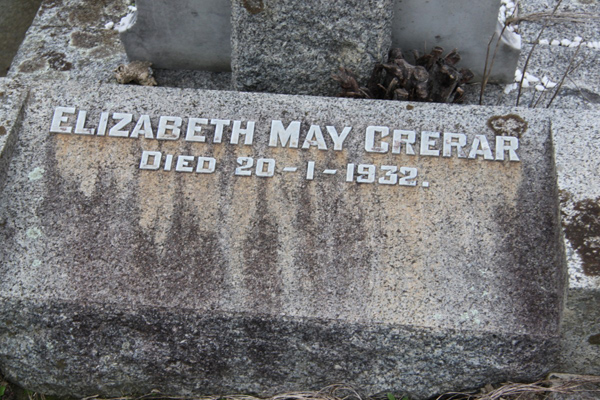 Elizabeth May Crerar
Died 20-1-1932.